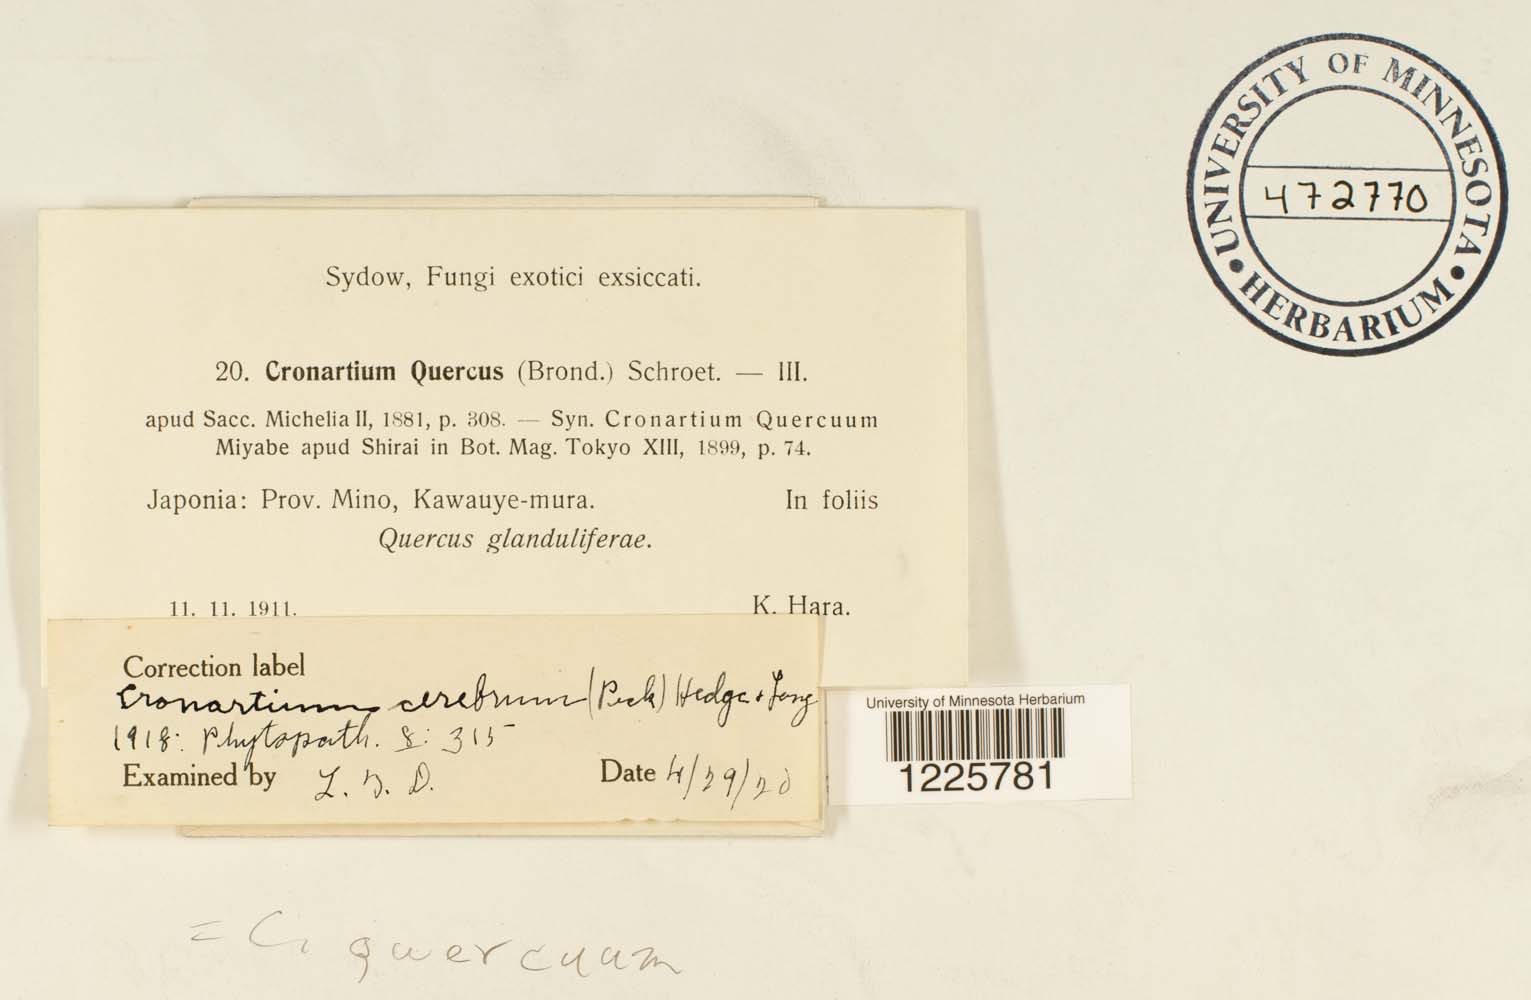 UNIVERSITY OF MINNESOTA
472770
• HERBARIUM •
Sydow, Fungi exotici exsiccati.
20. Cronartium Quercus (Brond.) Schroet. — III.
apud Sacc. Michelia II, 1881, p. 308. — Syn. Cronartium Quercuum
Miyabe apud Shirai in Bot. Mag. Tokyo XIII, 1899, p. 74.
Japonia: Prov. Mino, Kawauye-mura. In foliis
Quercus glanduliferae.
11. 11. 1911. K. Hara.
Correction label
Cronartium cerebrum (Peck) Hedgc & Long
1918: Phytopath. 8: 315
Examined by L. D. Date 4/29/20
University of Minnesota Herbarium
1225781
= C. quercuum